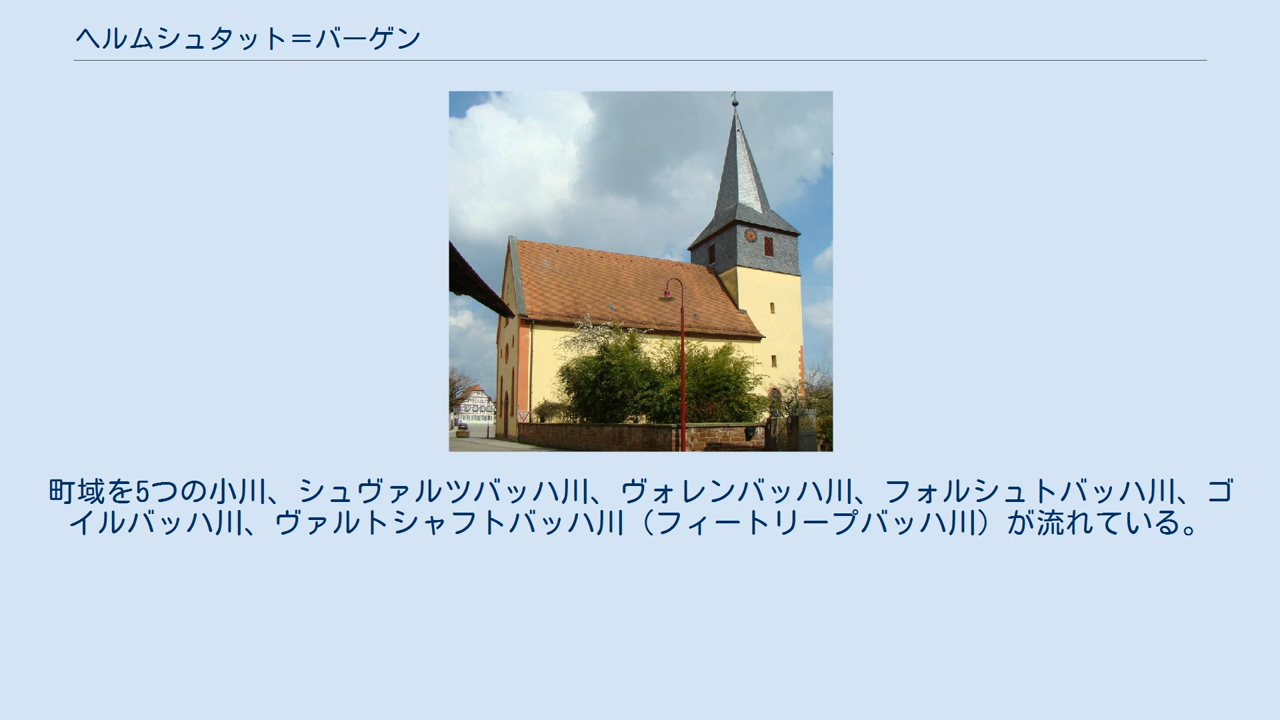 ヘルムシュタット＝バーゲン
町域を5つの小川、シュヴァルツバッハ川、ヴォレンバッハ川、フォルシュトバッハ川、ゴ
イルバッハ川、ヴァルトシャフトバッハ川（フィートリープバッハ川）が流れている。